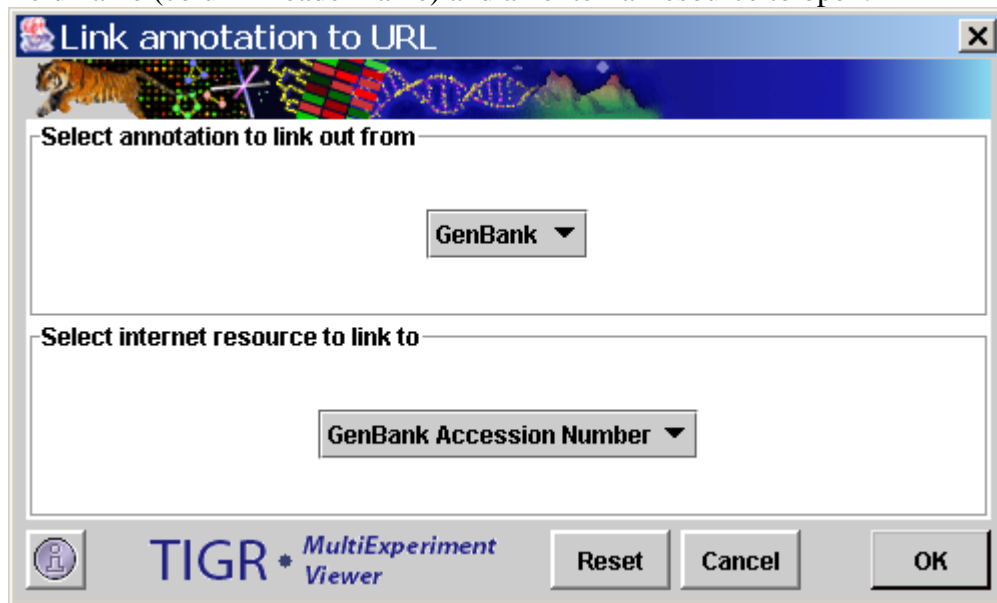 Link annotation to URL
Select annotation to link out from
GenBank
Select internet resource to link to
GenBank Accession Number
TIGR • MultiExperiment
Viewer
Reset
Cancel
OK